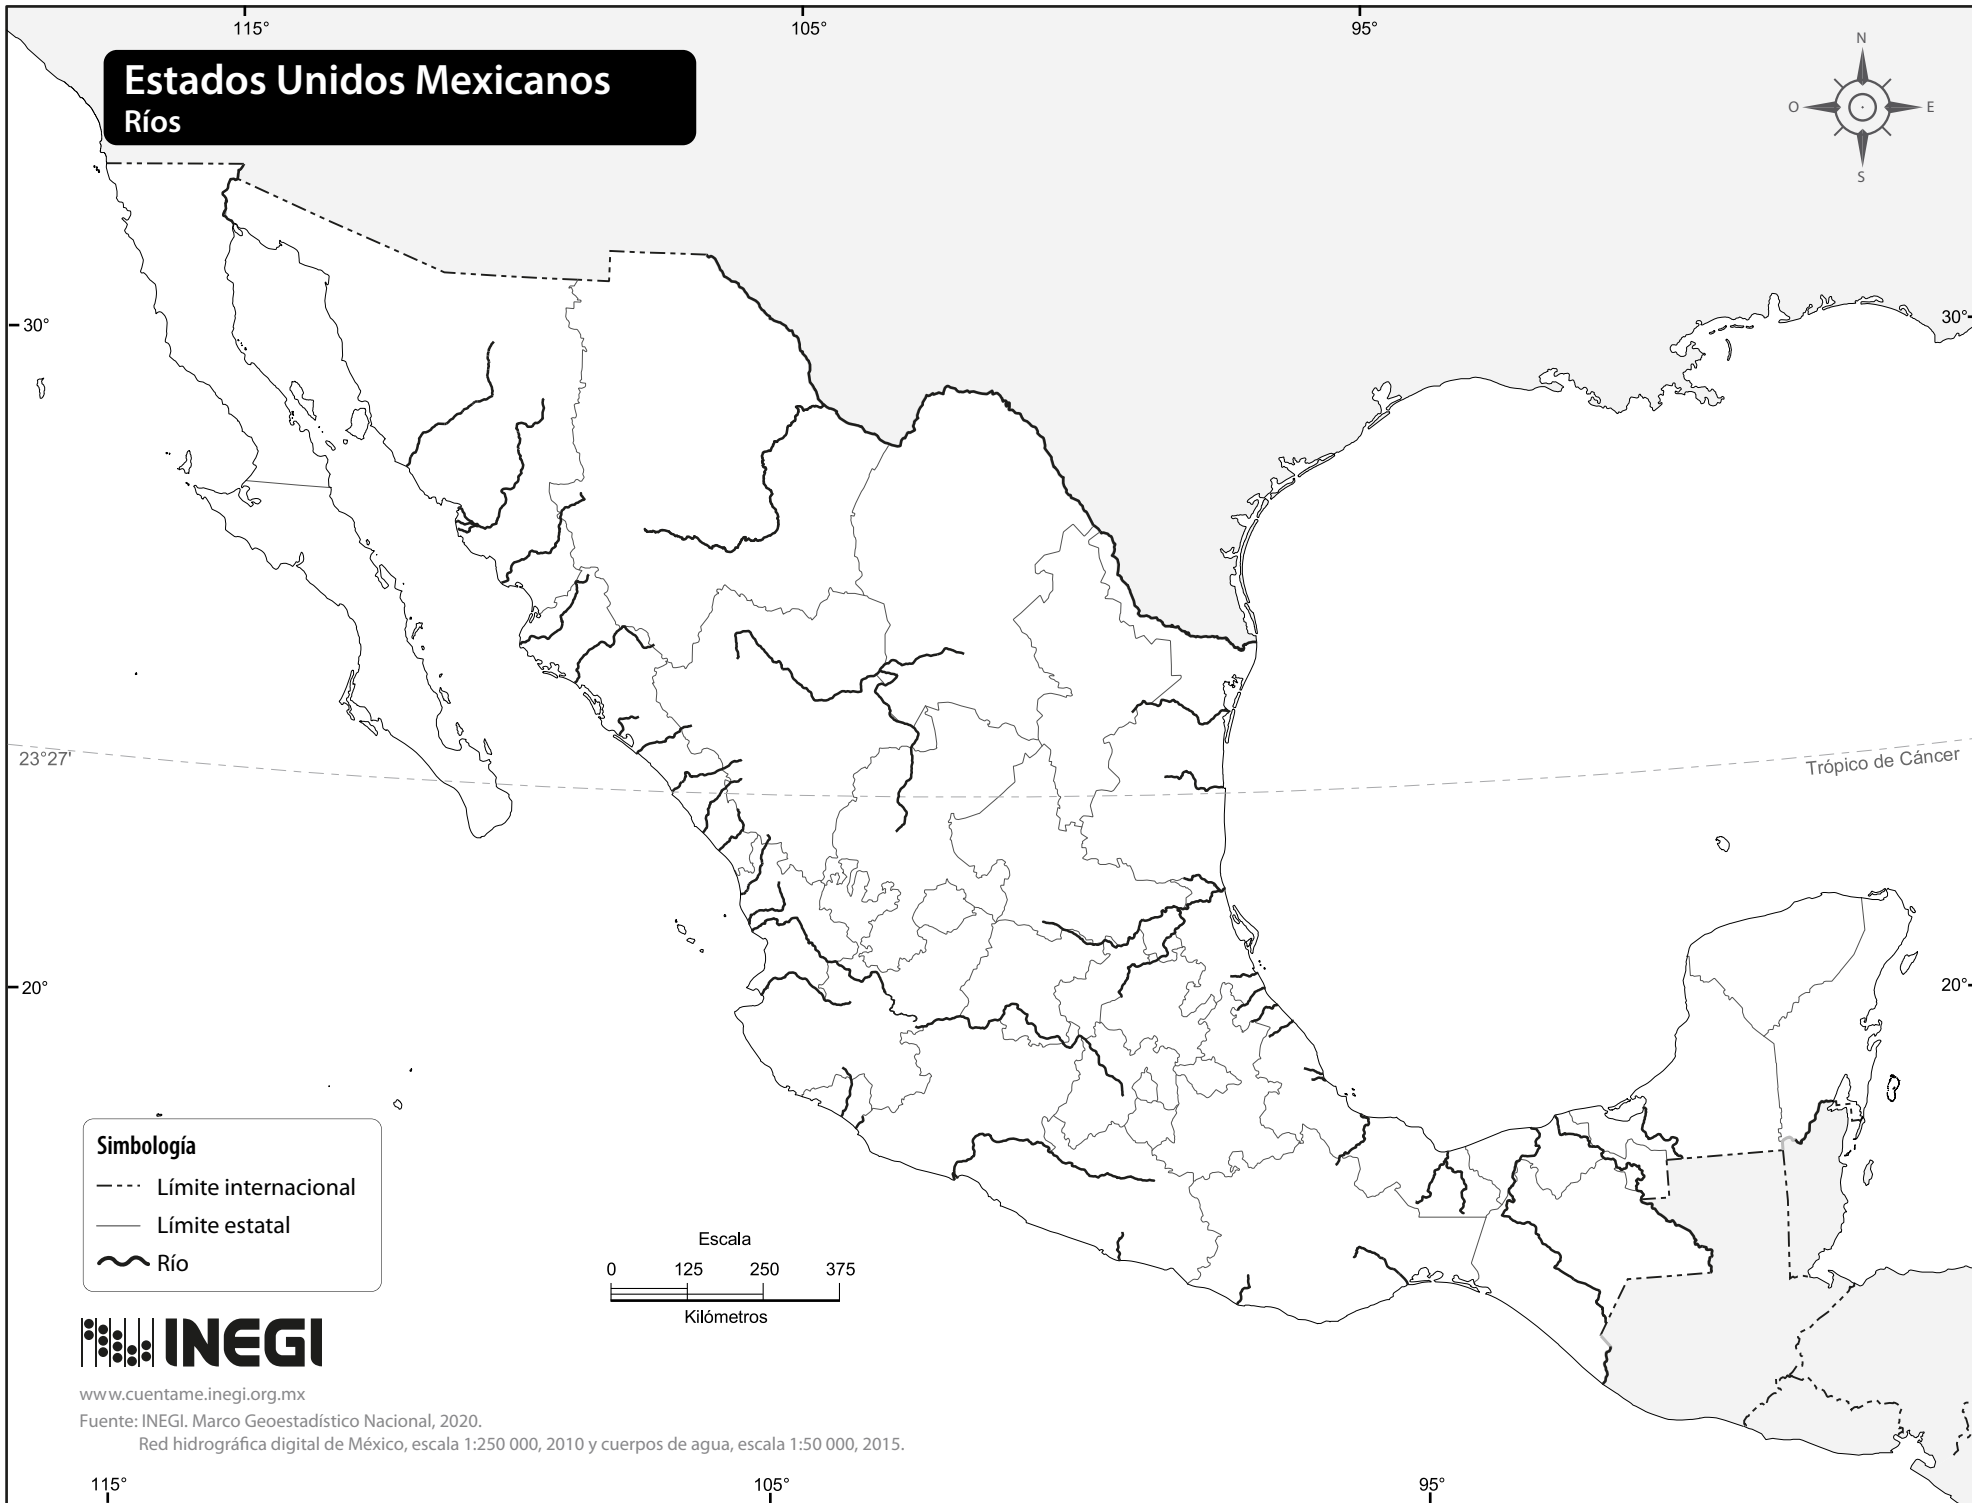 115°
105°
95°
Estados Unidos Mexicanos
Ríos
N
O
E
S
30°
30°
23°27'
Trópico de Cáncer
20°
20°
Simbología
Límite internacional
Límite estatal
Río
Escala
0 125 250 375
Kilómetros
INEGI
www.cuentame.inegi.org.mx
Fuente: INEGI. Marco Geoestadístico Nacional, 2020.
Red hidrográfica digital de México, escala 1:250 000, 2010 y cuerpos de agua, escala 1:50 000, 2015.
115°
105°
95°